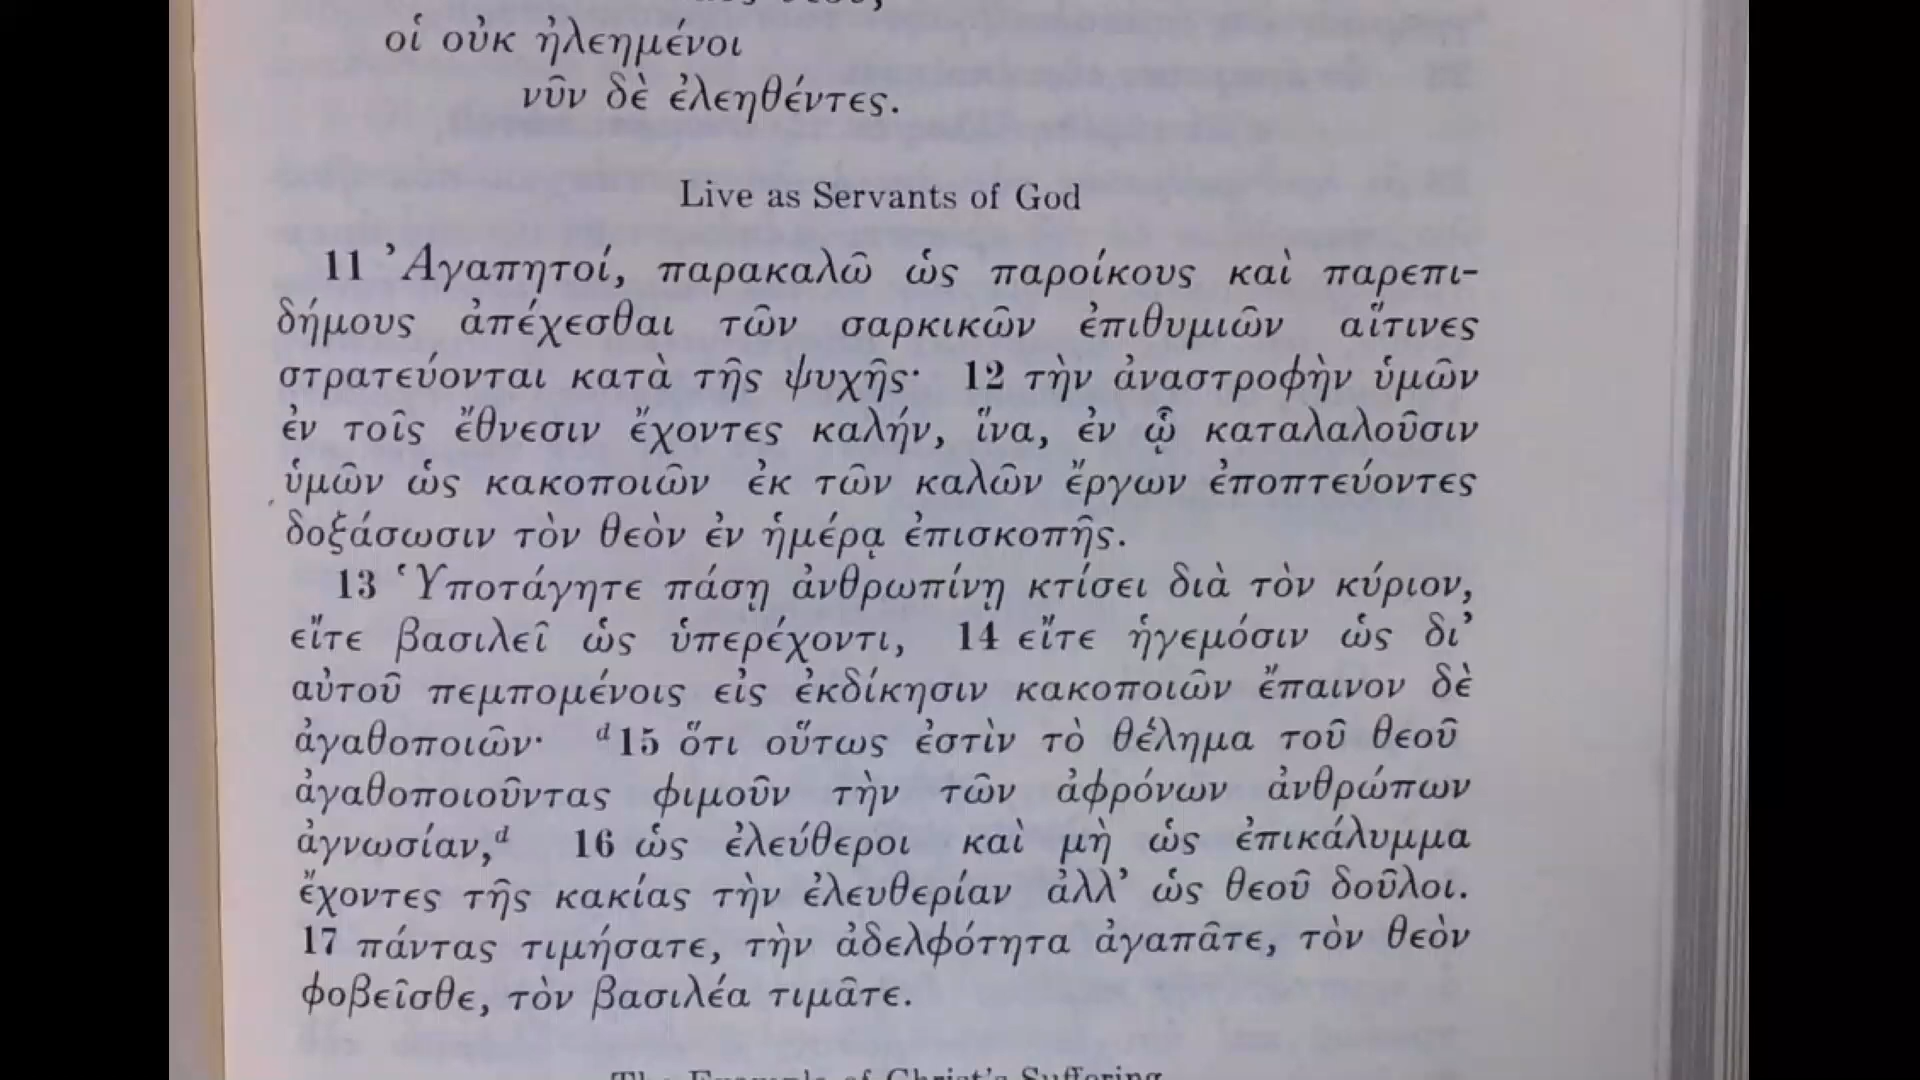 οἱ οὐκ ἠλεημένοι
νῦν δὲ ἐλεηθέντες.
Live as Servants of God
11 Ἀγαπητοί, παρακαλῶ ὡς παροίκους καὶ παρεπι-
δήμους ἀπέχεσθαι τῶν σαρκικῶν ἐπιθυμιῶν αἵτινες
στρατεύονται κατὰ τῆς ψυχῆς· 12 τὴν ἀναστροφὴν ὑμῶν
ἐν τοῖς ἔθνεσιν ἔχοντες καλήν, ἵνα, ἐν ᾧ καταλαλοῦσιν
ὑμῶν ὡς κακοποιῶν ἐκ τῶν καλῶν ἔργων ἐποπτεύοντες
δοξάσωσιν τὸν θεὸν ἐν ἡμέρᾳ ἐπισκοπῆς.
13 Ὑποτάγητε πάσῃ ἀνθρωπίνῃ κτίσει διὰ τὸν κύριον,
εἴτε βασιλεῖ ὡς ὑπερέχοντι, 14 εἴτε ἡγεμόσιν ὡς δι’
αὐτοῦ πεμπομένοις εἰς ἐκδίκησιν κακοποιῶν ἔπαινον δὲ
ἀγαθοποιῶν· ᵈ15 ὅτι οὕτως ἐστὶν τὸ θέλημα τοῦ θεοῦ
ἀγαθοποιοῦντας φιμοῦν τὴν τῶν ἀφρόνων ἀνθρώπων
ἀγνωσίαν,ᵈ 16 ὡς ἐλεύθεροι καὶ μὴ ὡς ἐπικάλυμμα
ἔχοντες τῆς κακίας τὴν ἐλευθερίαν ἀλλ’ ὡς θεοῦ δοῦλοι.
17 πάντας τιμήσατε, τὴν ἀδελφότητα ἀγαπᾶτε, τὸν θεὸν
φοβεῖσθε, τὸν βασιλέα τιμᾶτε.
The Example of Christ's Suffering